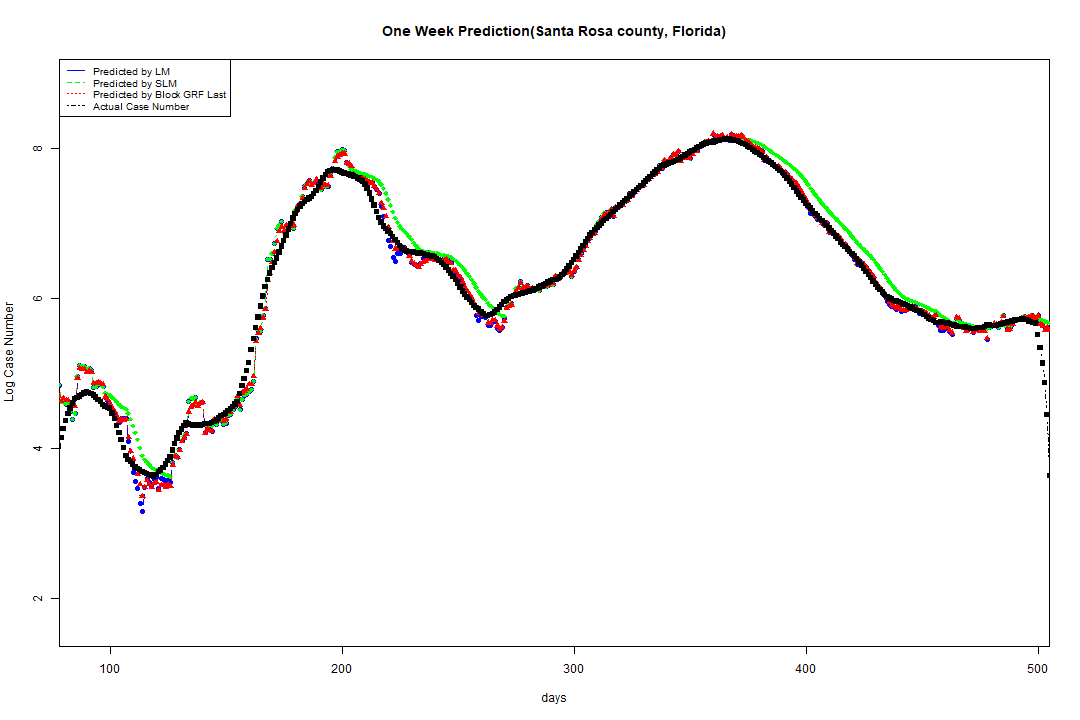 One Week Prediction(Santa Rosa county, Florida)
Predicted by LM
Predicted by SLM
Predicted by Block GRF Last
Actual Case Number
8
6
4
2
Log Case Number
100 200 300 400 500
days